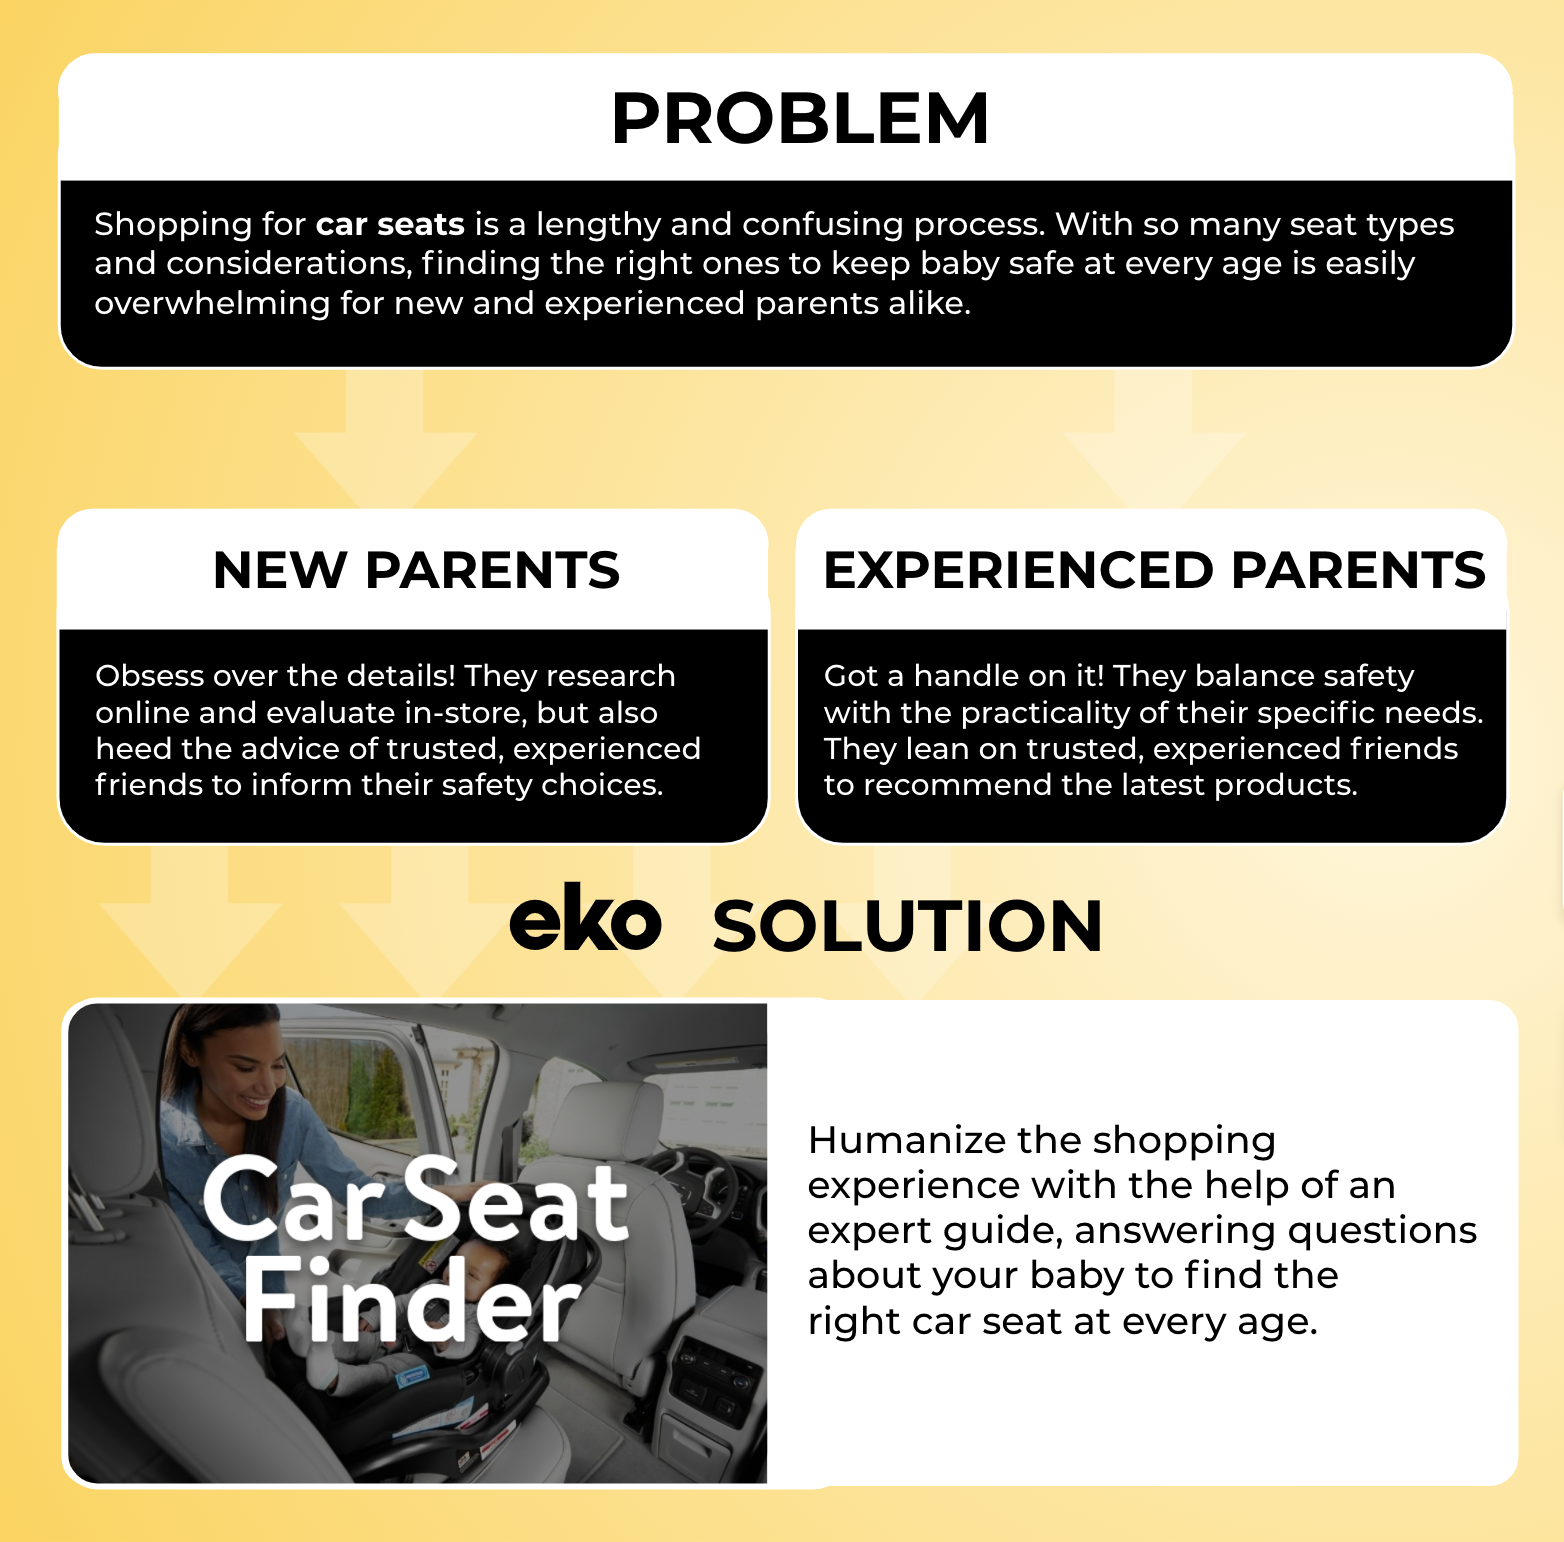 PROBLEM
Shopping for car seats is a lengthy and confusing process. With so many seat types
and considerations, finding the right ones to keep baby safe at every age is easily
overwhelming for new and experienced parents alike.
NEW PARENTS
Obsess over the details! They research
online and evaluate in-store, but also
heed the advice of trusted, experienced
friends to inform their safety choices.
EXPERIENCED PARENTS
Got a handle on it! They balance safety
with the practicality of their specific needs.
They lean on trusted, experienced friends
to recommend the latest products.
eko SOLUTION
Car Seat
Finder
Humanize the shopping
experience with the help of an
expert guide, answering questions
about your baby to find the
right car seat at every age.